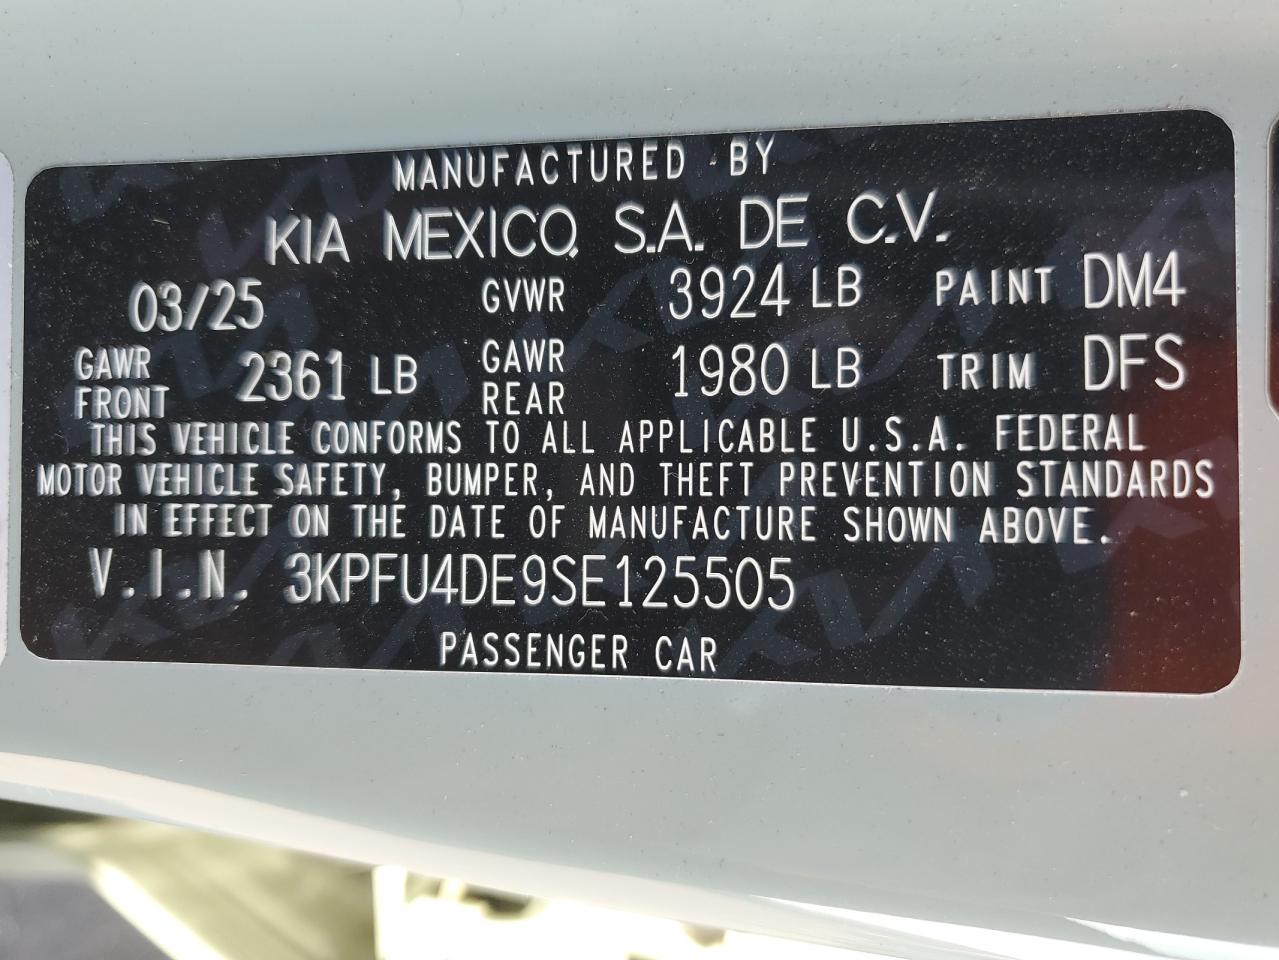 MANUFACTURED BY
KIA MEXICO, S.A. DE C.V.
03/25 GVWR 3924 LB PAINT DM4
GAWR FRONT 2361 LB GAWR REAR 1980 LB TRIM DFS
THIS VEHICLE CONFORMS TO ALL APPLICABLE U.S.A. FEDERAL
MOTOR VEHICLE SAFETY, BUMPER, AND THEFT PREVENTION STANDARDS
IN EFFECT ON THE DATE OF MANUFACTURE SHOWN ABOVE.
V.I.N. 3KPFU4DE9SE125505
PASSENGER CAR